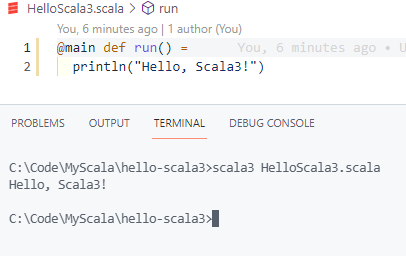 HelloScala3.scala > run
You, 6 minutes ago | 1 author (You)
1 @main def run() = You, 6 minutes ago • U
2 println("Hello, Scala3!")
PROBLEMS OUTPUT TERMINAL DEBUG CONSOLE
C:\Code\MyScala\hello-scala3>scala3 HelloScala3.scala
Hello, Scala3!
C:\Code\MyScala\hello-scala3>